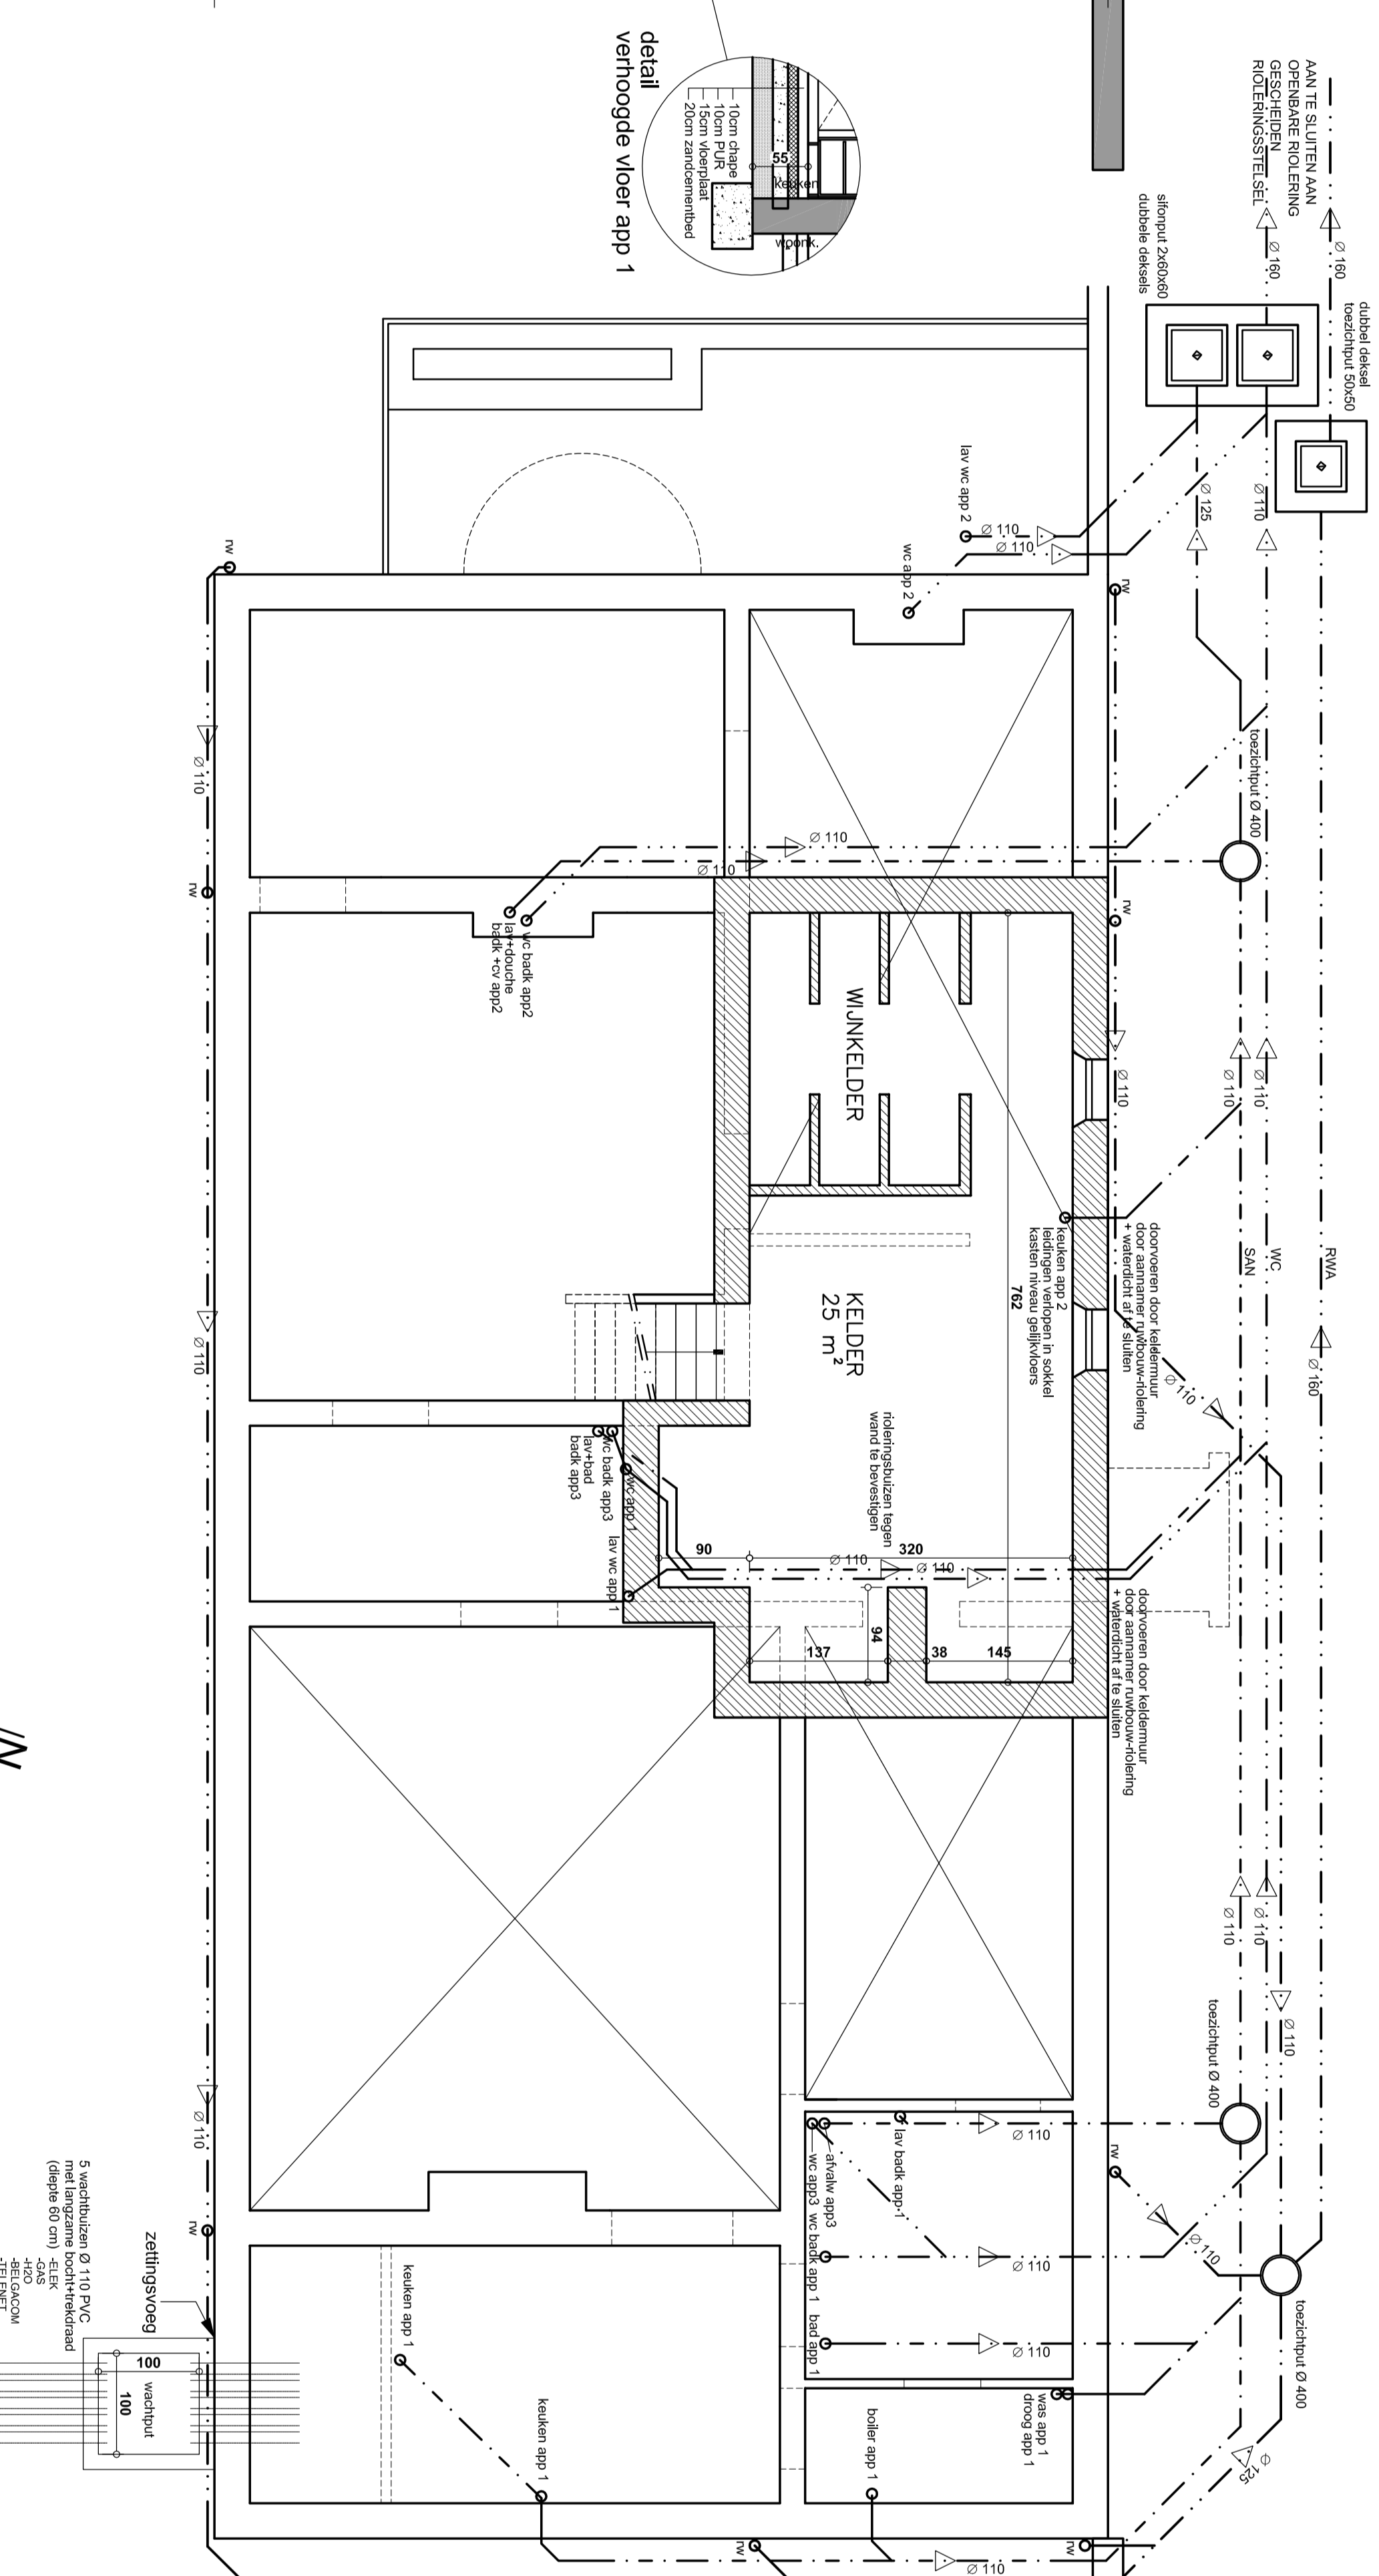 AAN TE SLUITEN AAN
OPENBARE RIOLERING
GESCHEIDEN
RIOLERINGSSTELSEL
Ø 160
Ø 160
dubbel deksel
toezichtput 50x50
sifonput 2x60x60
dubbele deksels
detail
verhoogde vloer app 1
10cm chape
10cm PUR
15cm vloerplaat
20cm zandcementbed
55
keuken
woonk.
lav wc app 2
Ø 110
Ø 110
wc app 2
Ø 125
Ø 110
rw
rw
Ø 110
toezichtput Ø 400
Ø 110
Ø 110
rw
rw
wc badk app2
lav+douche
badk +cv app2
WIJNKELDER
Ø 110
Ø 110
Ø 110
keuken app 2
leidingen verlopen in sokkel
kasten niveau gelijkvloers
doorvoeren door keldermuur
door aannamer ruwbouw-riolering
+ waterdicht af te sluiten
762
KELDER
25 m²
RWA
WC
SAN
Ø 160
Ø 110
Ø 110
rioleringsbuizen tegen
wand te bevestigen
wc app 1
wc badk app3
lav+bad
badk app3
lav wc app 1
90
320
Ø 110
Ø 110
94
137
38
145
doorvoeren door keldermuur
door aannamer ruwbouw-riolering
+ waterdicht af te sluiten
//N
Ø 110
Ø 110
Ø 110
toezichtput Ø 400
Ø 110
Ø 110
rw
lav badk app 1
afvalw app3
wc app3
wc badk app 1
Ø 110
Ø 110
bad app 1
Ø 110
rw
toezichtput Ø 400
was app 1
droog app 1
boiler app 1
Ø 125
keuken app 1
keuken app 1
zettingsvoeg
5 wachtbuizen Ø 110 PVC
met langzame bocht+trekdraad
(diepte 60 cm) -ELEK
-GAS
-H2O
-BELGACOM
-TELENET
wachtput
100
100
rw
rw
Ø 110